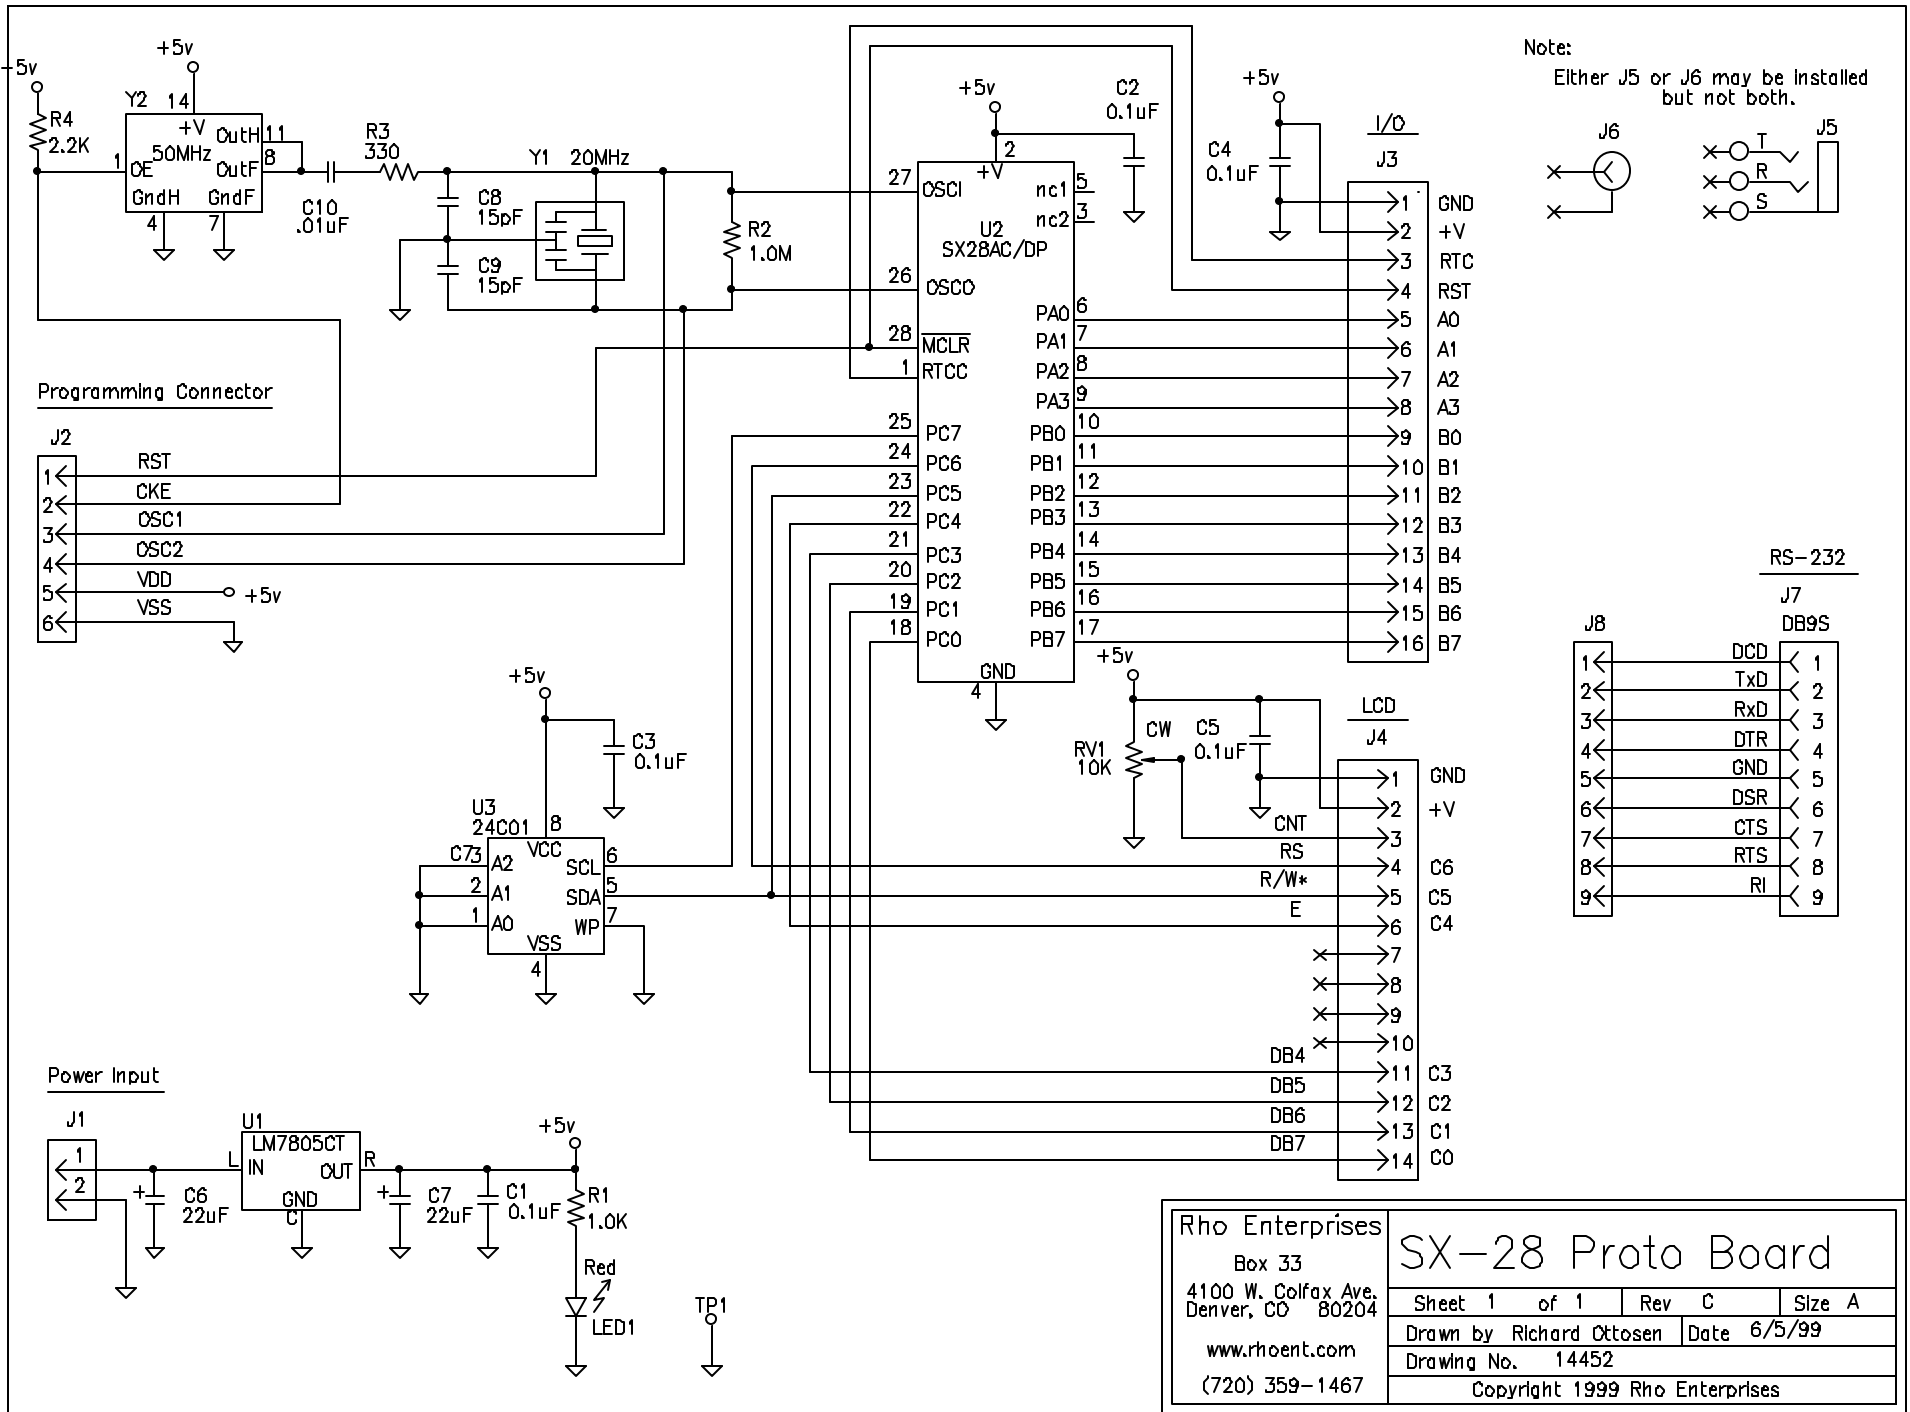 +5v
+5v
Y2
14
+V
OutH 11
50MHz
R4
2.2K
1
OE
OutF
8
GndH
GndF
4
7
C10
.01uF
R3
330
Y1 20MHz
C8
15pF
C9
15pF
R2
1.0M
+5v
C2
0.1uF
2
+V
27
OSCI
nc1
5
nc2
3
U2
SX28AC/DP
26
OSCO
28
MCLR
1
RTCC
25
PC7
24
PC6
23
PC5
22
PC4
21
PC3
20
PC2
19
PC1
18
PC0
PA0
6
PA1
7
PA2
8
PA3
9
PB0
10
PB1
11
PB2
12
PB3
13
PB4
14
PB5
15
PB6
16
PB7
17
GND
4
+5v
C4
0.1uF
I/O
J3
1 GND
2 +V
3 RTC
4 RST
5 A0
6 A1
7 A2
8 A3
9 B0
10 B1
11 B2
12 B3
13 B4
14 B5
15 B6
16 B7
Note:
Either J5 or J6 may be installed
but not both.
J6
J5
T
R
S
Programming Connector
J2
1 RST
2 CKE
3 OSC1
4 OSC2
5 VDD
+5v
6 VSS
RS-232
J7
DB9S
J8
1 DCD 1
2 TxD 2
3 RxD 3
4 DTR 4
5 GND 5
6 DSR 6
7 CTS 7
8 RTS 8
9 RI 9
+5v
C3
0.1uF
U3
24C01
8
VCC
C7
3
A2
2
A1
1
A0
SCL
6
SDA
5
WP
7
VSS
4
+5v
RV1
10K
CW
C5
0.1uF
LCD
J4
1 GND
2 +V
CNT 3
RS 4 C6
R/W* 5 C5
E 6 C4
7
8
9
10
DB4 11 C3
DB5 12 C2
DB6 13 C1
DB7 14 C0
Power Input
J1
1
2
C6
22uF
U1
LM7805CT
L
IN
OUT
R
GND
C
C7
22uF
C1
0.1uF
+5v
R1
1.0K
Red
LED1
TP1
Rho Enterprises
Box 33
4100 W. Colfax Ave.
Denver, CO 80204
www.rhoent.com
(720) 359-1467
SX-28 Proto Board
Sheet 1 of 1
Rev C
Size A
Drawn by Richard Ottosen
Date 6/5/99
Drawing No. 14452
Copyright 1999 Rho Enterprises